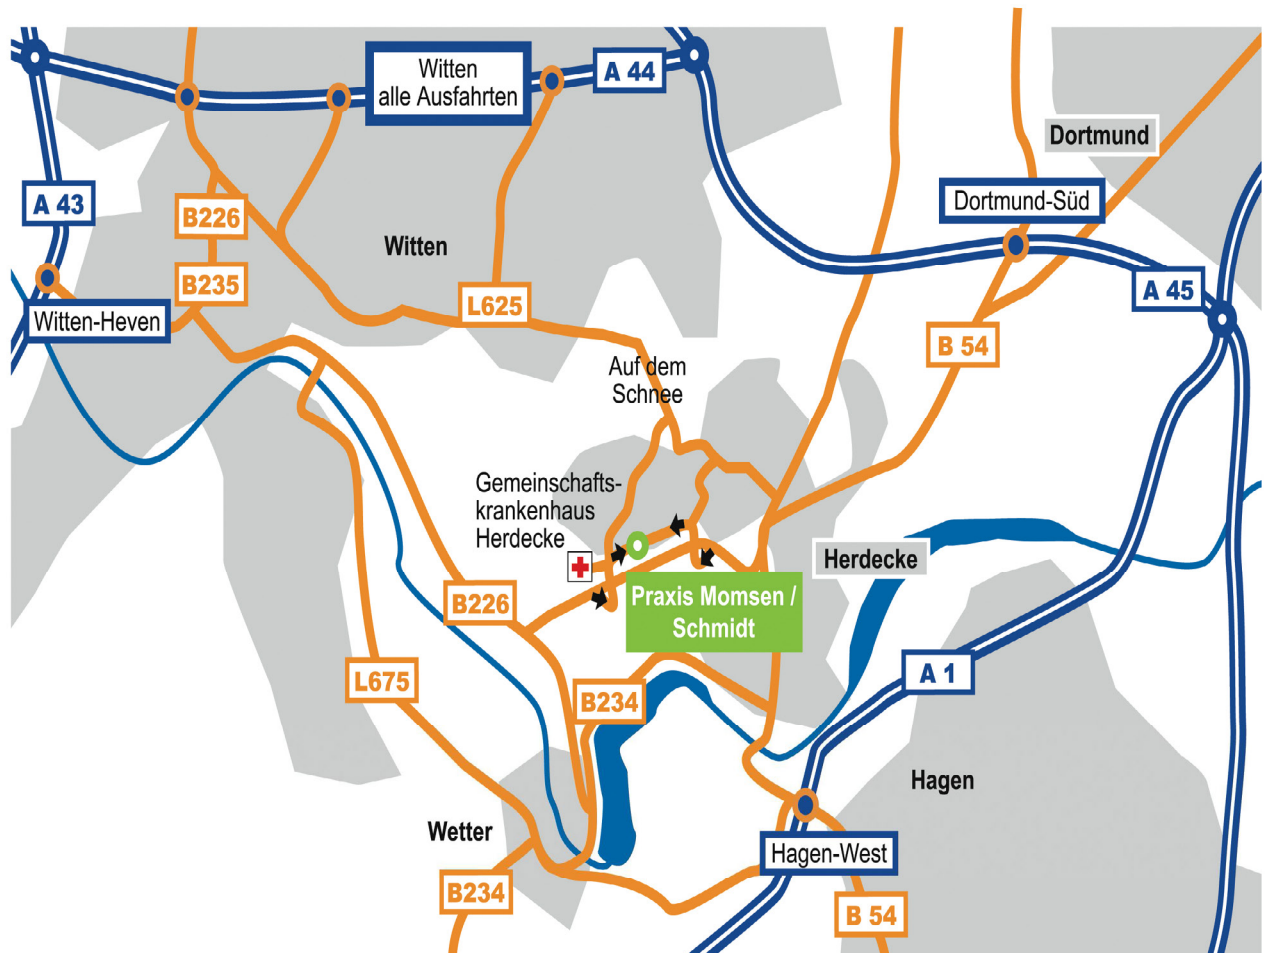 Witten
alle Ausfahrten
A 44
Dortmund
A 43
B226
Dortmund-Süd
Witten
B235
A 45
L625
Witten-Heven
B 54
Auf dem
Schnee
Gemeinschafts-
krankenhaus
Herdecke
Herdecke
B226
Praxis Momsen /
Schmidt
A 1
L675
B234
Hagen
Wetter
Hagen-West
B234
B 54